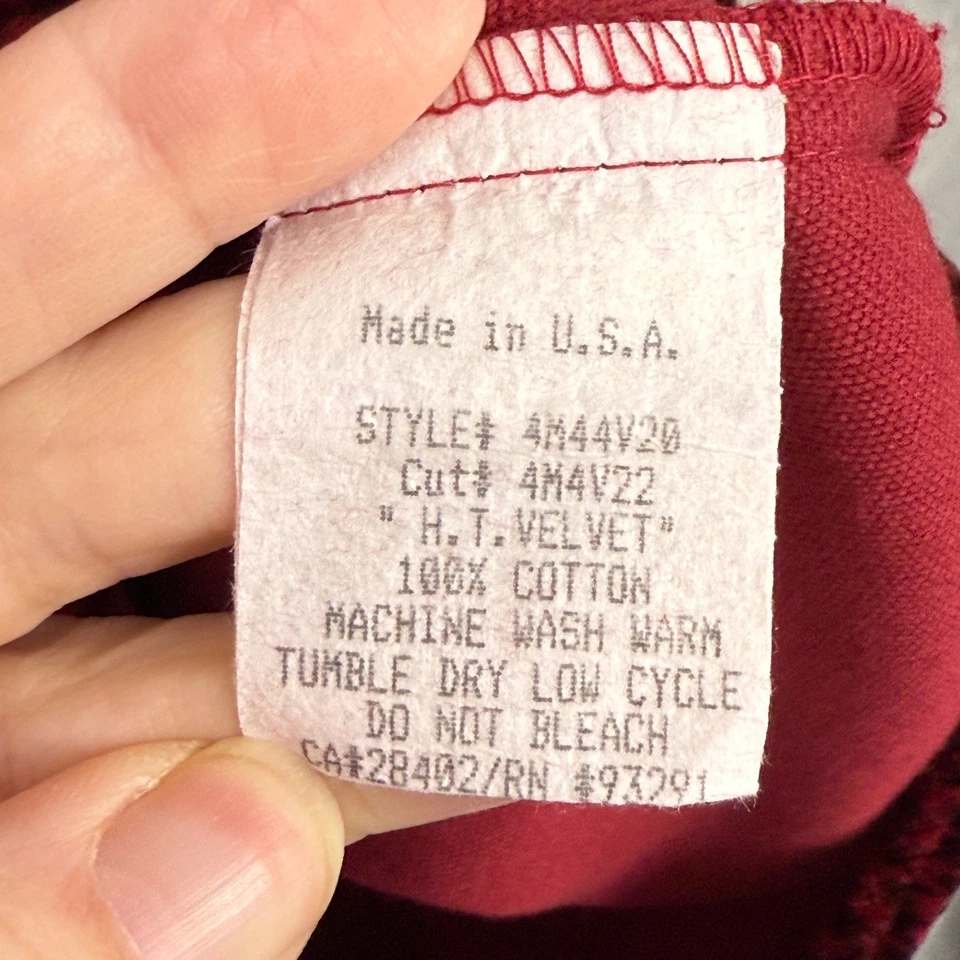 Made in U.S.A.
STYLE# 4M44V20
Cut# 4M4V22
" H.T.VELVET"
100% COTTON
MACHINE WASH WARM
TUMBLE DRY LOW CYCLE
DO NOT BLEACH
CA#28402/RN #93291